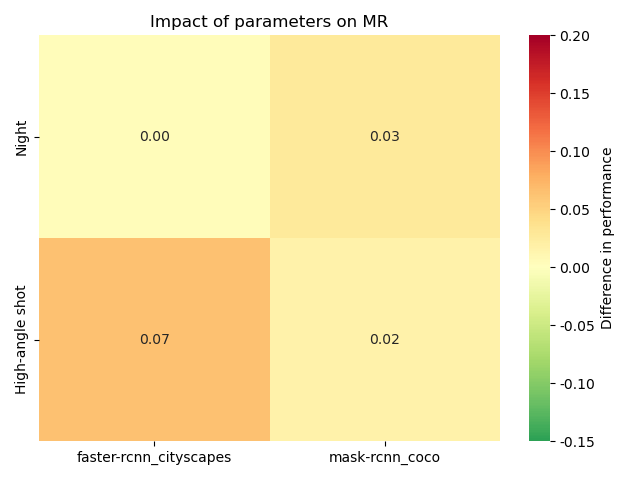 Impact of parameters on MR
Night
0.00
0.03
High-angle shot
0.07
0.02
faster-rcnn_cityscapes
mask-rcnn_coco
0.20
0.15
0.10
0.05
0.00
-0.05
-0.10
-0.15
Difference in performance